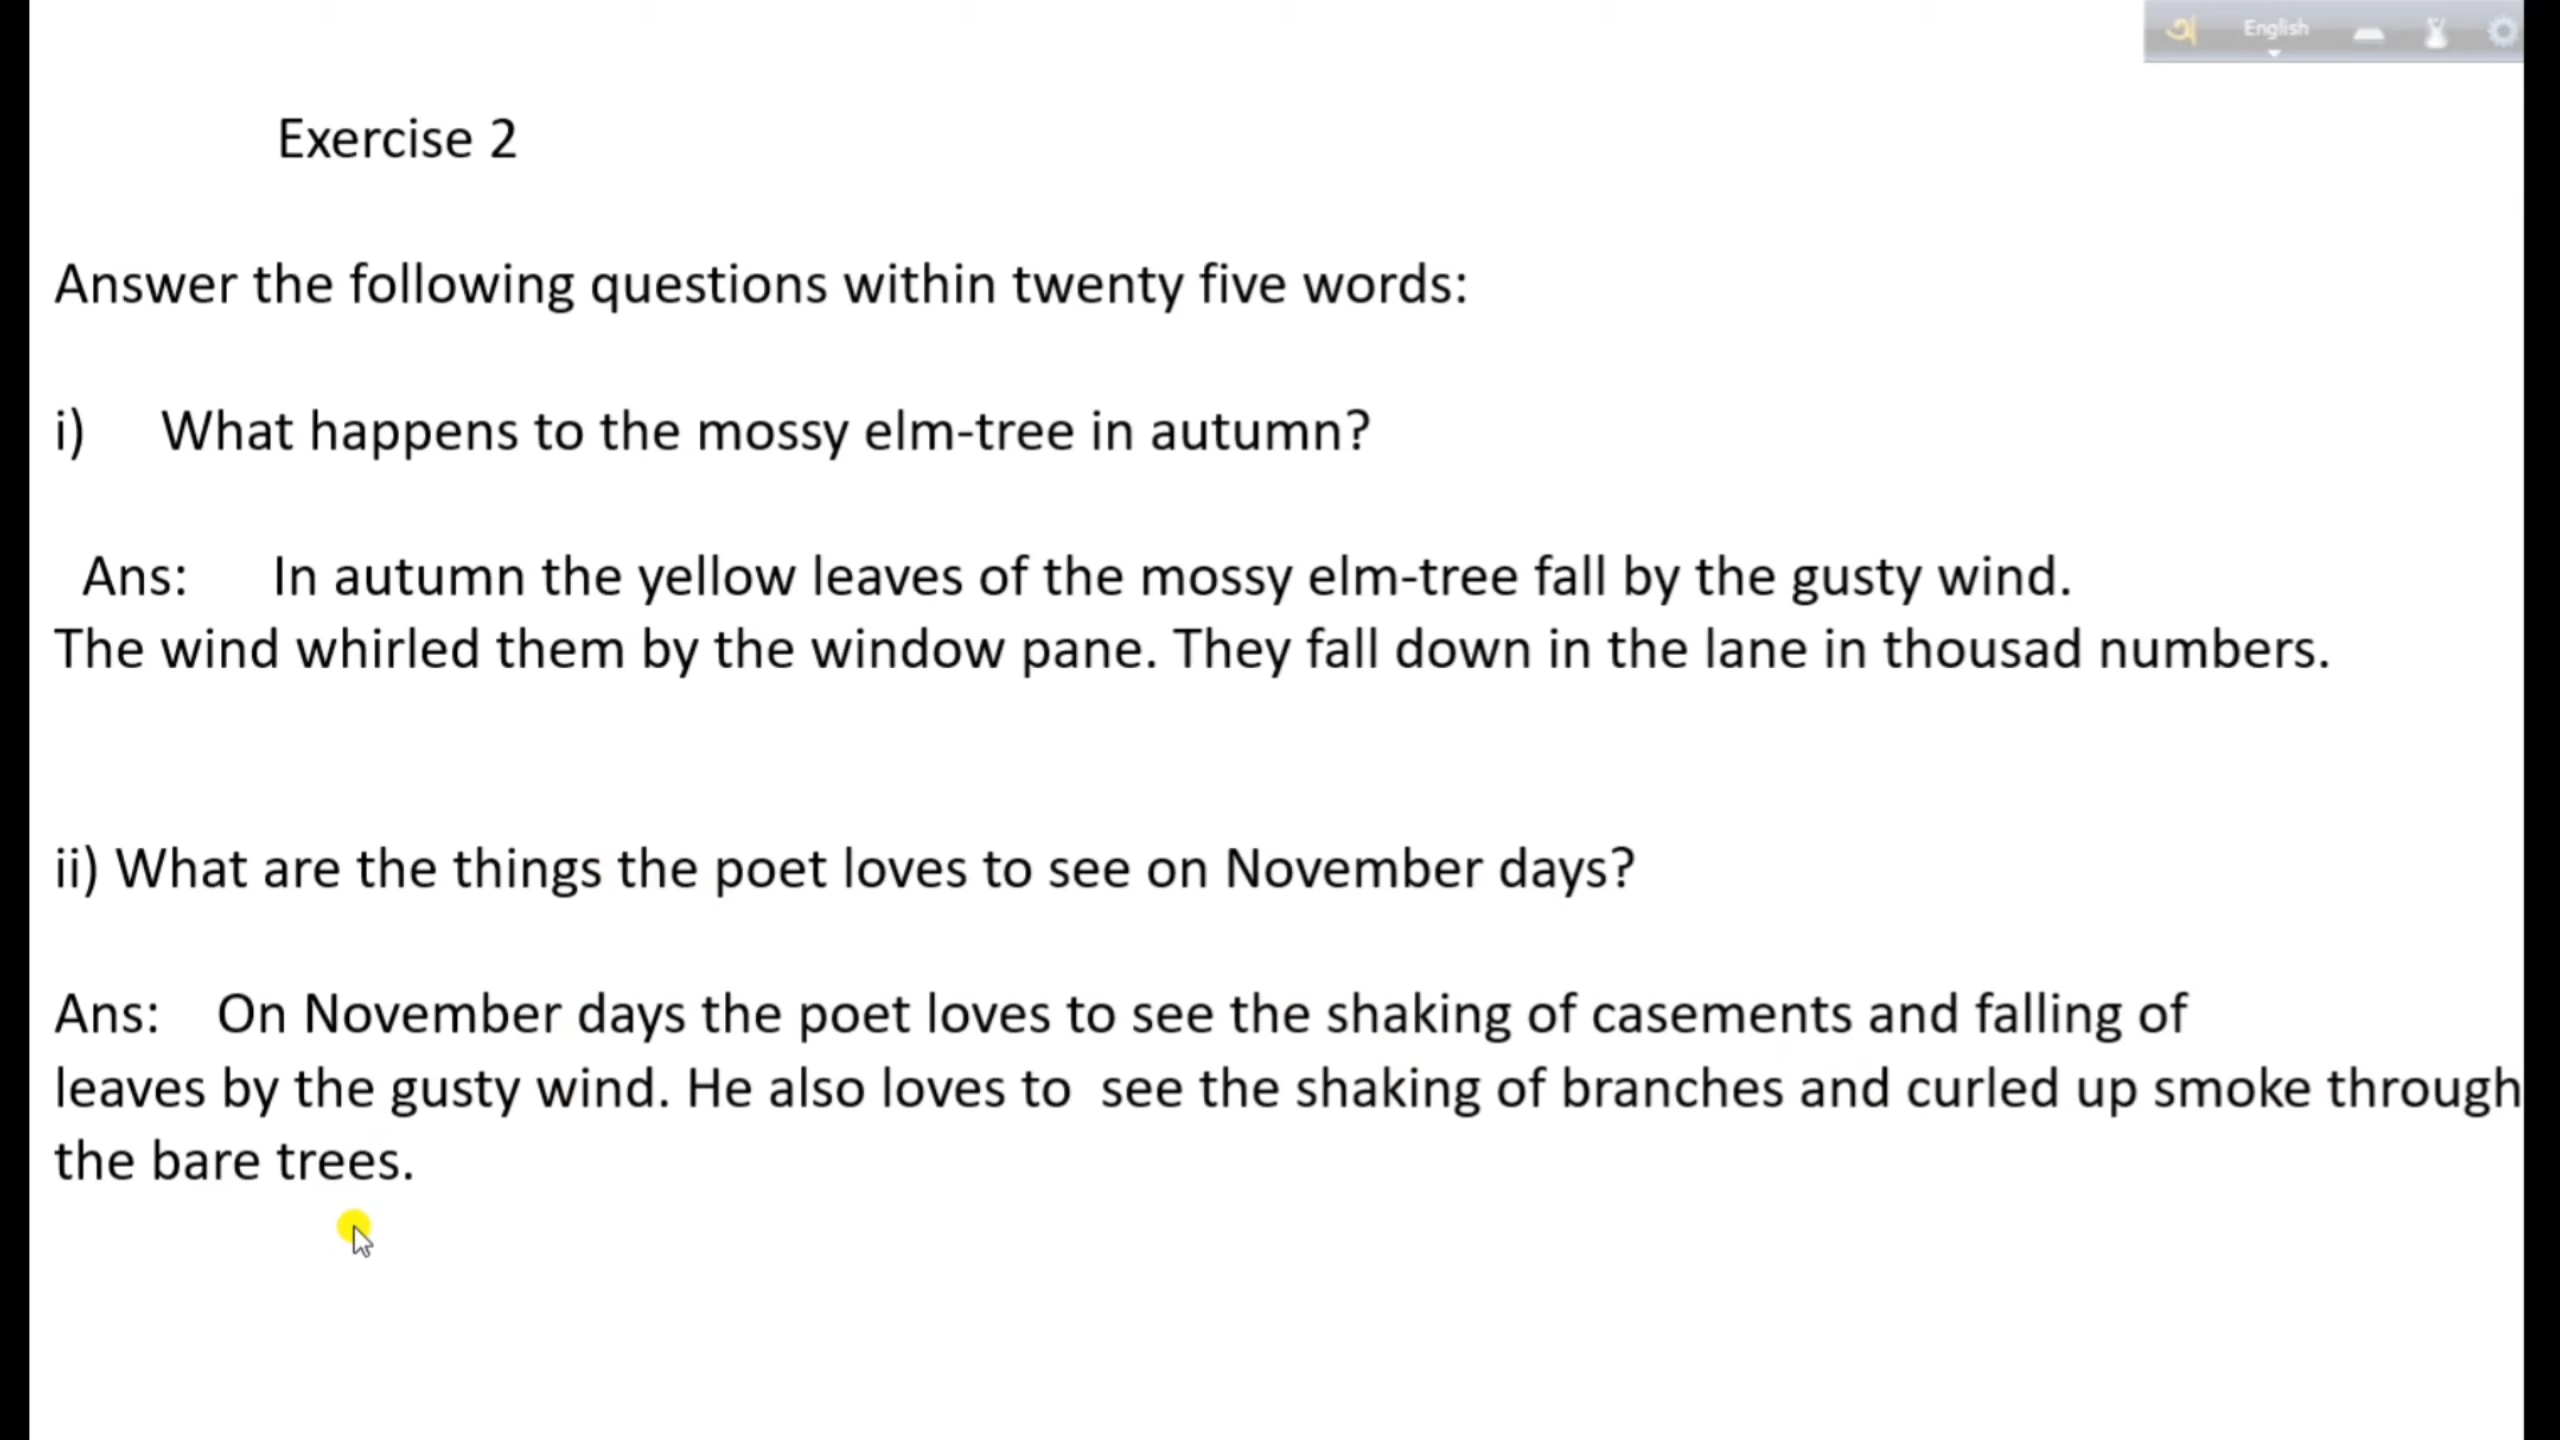 অ English
Exercise 2
Answer the following questions within twenty five words:
i) What happens to the mossy elm-tree in autumn?
Ans: In autumn the yellow leaves of the mossy elm-tree fall by the gusty wind.
The wind whirled them by the window pane. They fall down in the lane in thousad numbers.
ii) What are the things the poet loves to see on November days?
Ans: On November days the poet loves to see the shaking of casements and falling of
leaves by the gusty wind. He also loves to see the shaking of branches and curled up smoke through
the bare trees.